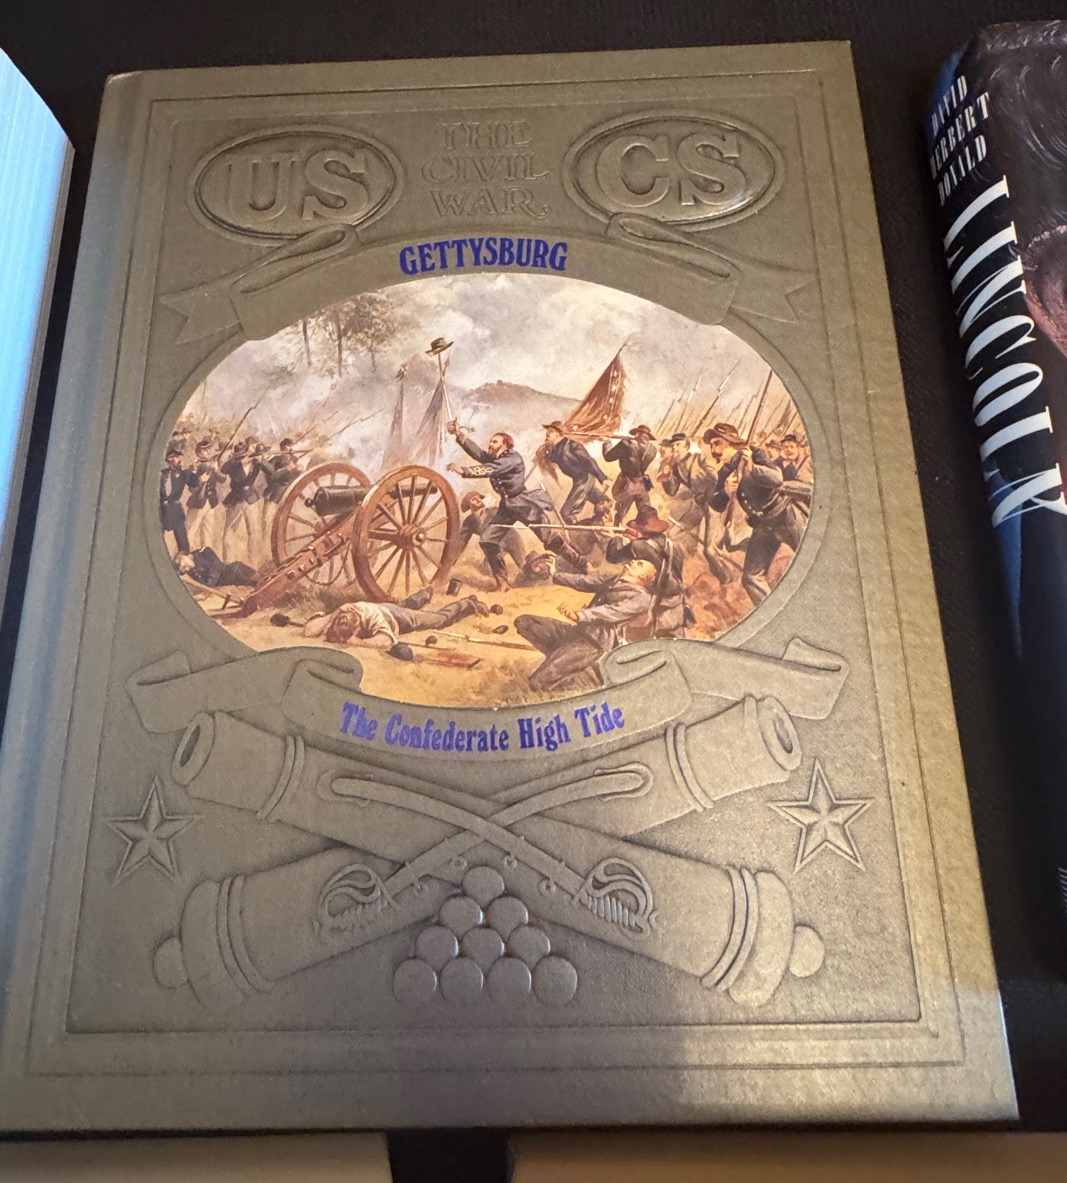 US
THE
CIVIL
WAR
CS
GETTYSBURG
The Confederate High Tide
DAVID
HERBERT
DONALD
LINCOLN